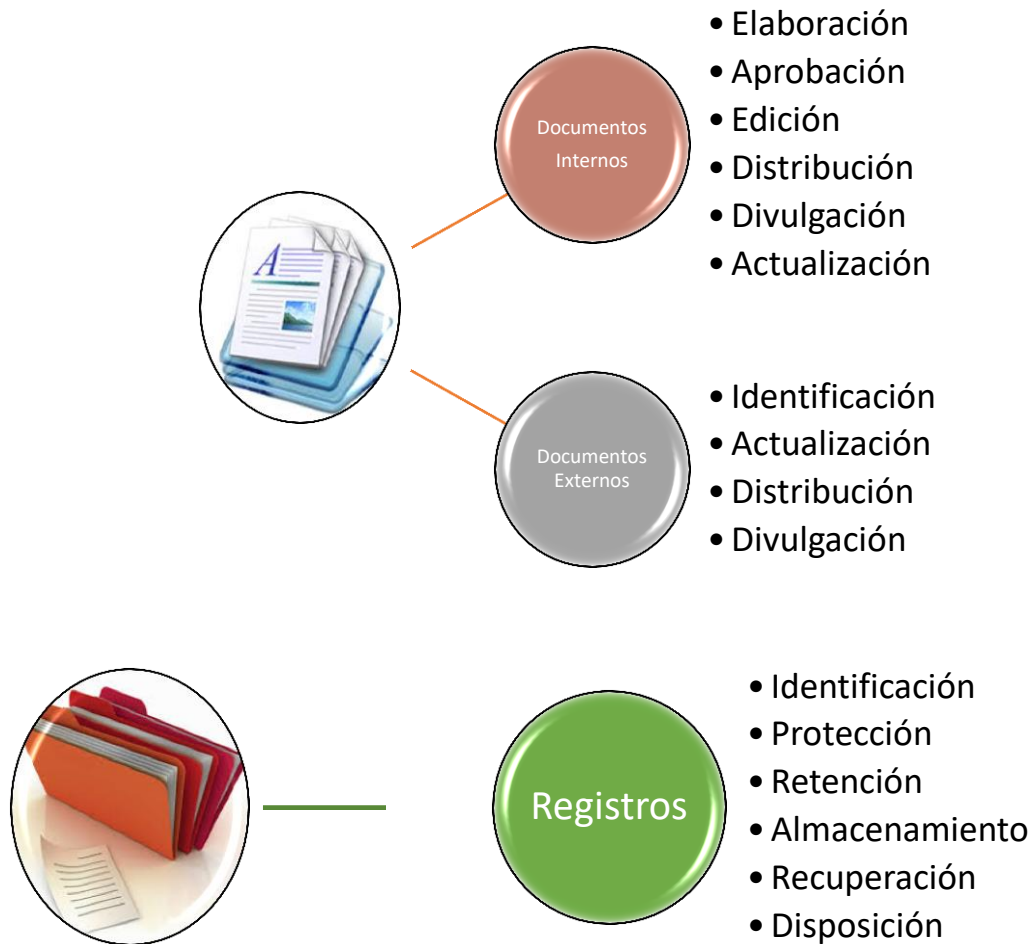 • Elaboración
• Aprobación
• Edición
• Distribución
• Divulgación
• Actualización
Documentos
Internos
A
• Identificación
• Actualización
• Distribución
• Divulgación
Documentos
Externos
• Identificación
• Protección
• Retención
• Almacenamiento
• Recuperación
• Disposición
Registros